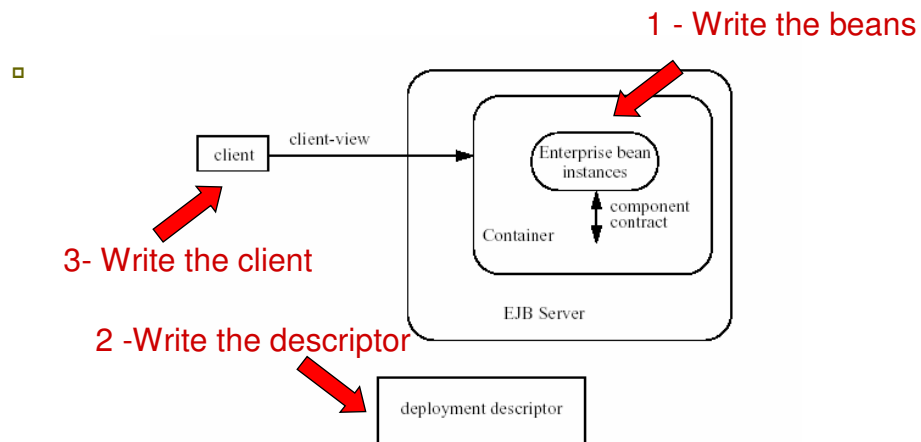 1 - Write the beans
client-view
client
Enterprise bean
instances
component
contract
Container
3- Write the client
EJB Server
2 -Write the descriptor
deployment descriptor